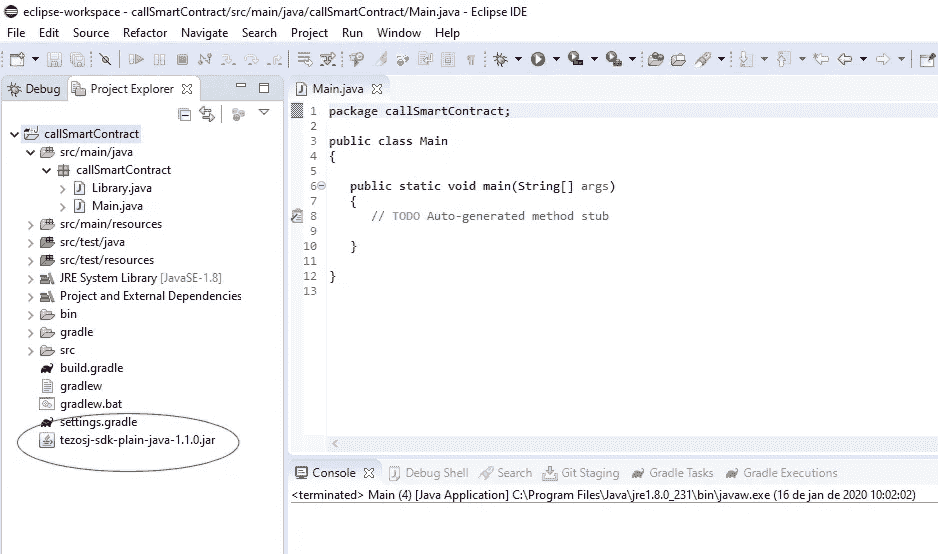 eclipse-workspace - callSmartContract/src/main/java/callSmartContract/Main.java - Eclipse IDE
File Edit Source Refactor Navigate Search Project Run Window Help
Debug Project Explorer
callSmartContract
src/main/java
callSmartContract
Library.java
Main.java
src/main/resources
src/test/java
src/test/resources
JRE System Library [JavaSE-1.8]
Project and External Dependencies
bin
gradle
src
build.gradle
gradlew
gradlew.bat
settings.gradle
tezosj-sdk-plain-java-1.1.0.jar
Main.java
1 package callSmartContract;
2
3 public class Main
4 {
5
6 public static void main(String[] args)
7 {
8 // TODO Auto-generated method stub
9
10 }
11
12 }
13
Console Debug Shell Search Git Staging Gradle Tasks Gradle Executions
<terminated> Main (4) [Java Application] C:\Program Files\Java\jre1.8.0_231\bin\javaw.exe (16 de jan de 2020 10:02:02)